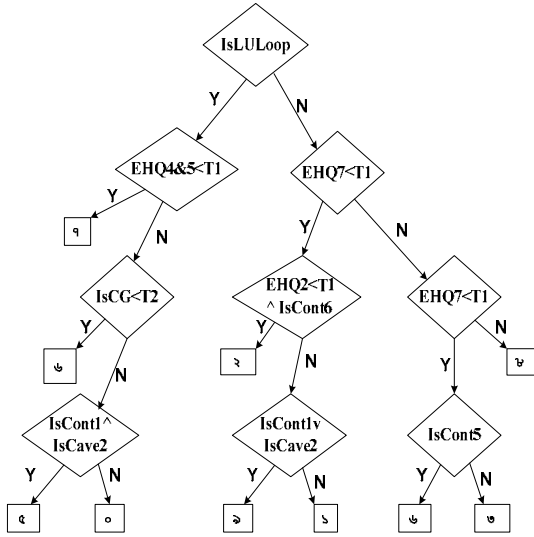 IsLULoop
Y
N
EHQ4&5<T1
EHQ7<T1
Y
N
Y
N
৭
IsCG<T2
EHQ2<T1
^ IsCont6
EHQ7<T1
Y
N
Y
N
Y
N
৬
২
৮
IsCont1^
IsCave2
IsCont1v
IsCave2
IsCont5
Y
N
Y
N
Y
N
৫
০
৯
১
৬
৩